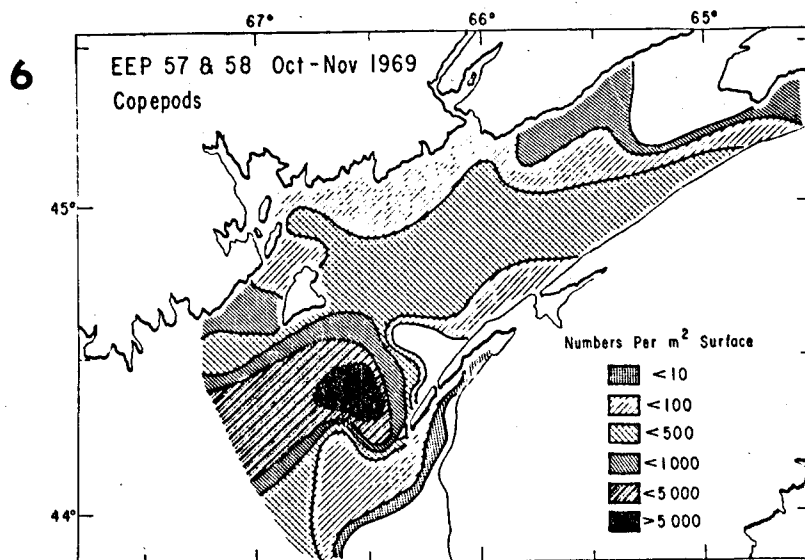 67° 66° 65°
6
EEP 57 & 58 Oct-Nov 1969
Copepods
45°
Numbers Per m² Surface
<10
<100
<500
<1000
<5000
>5000
44°